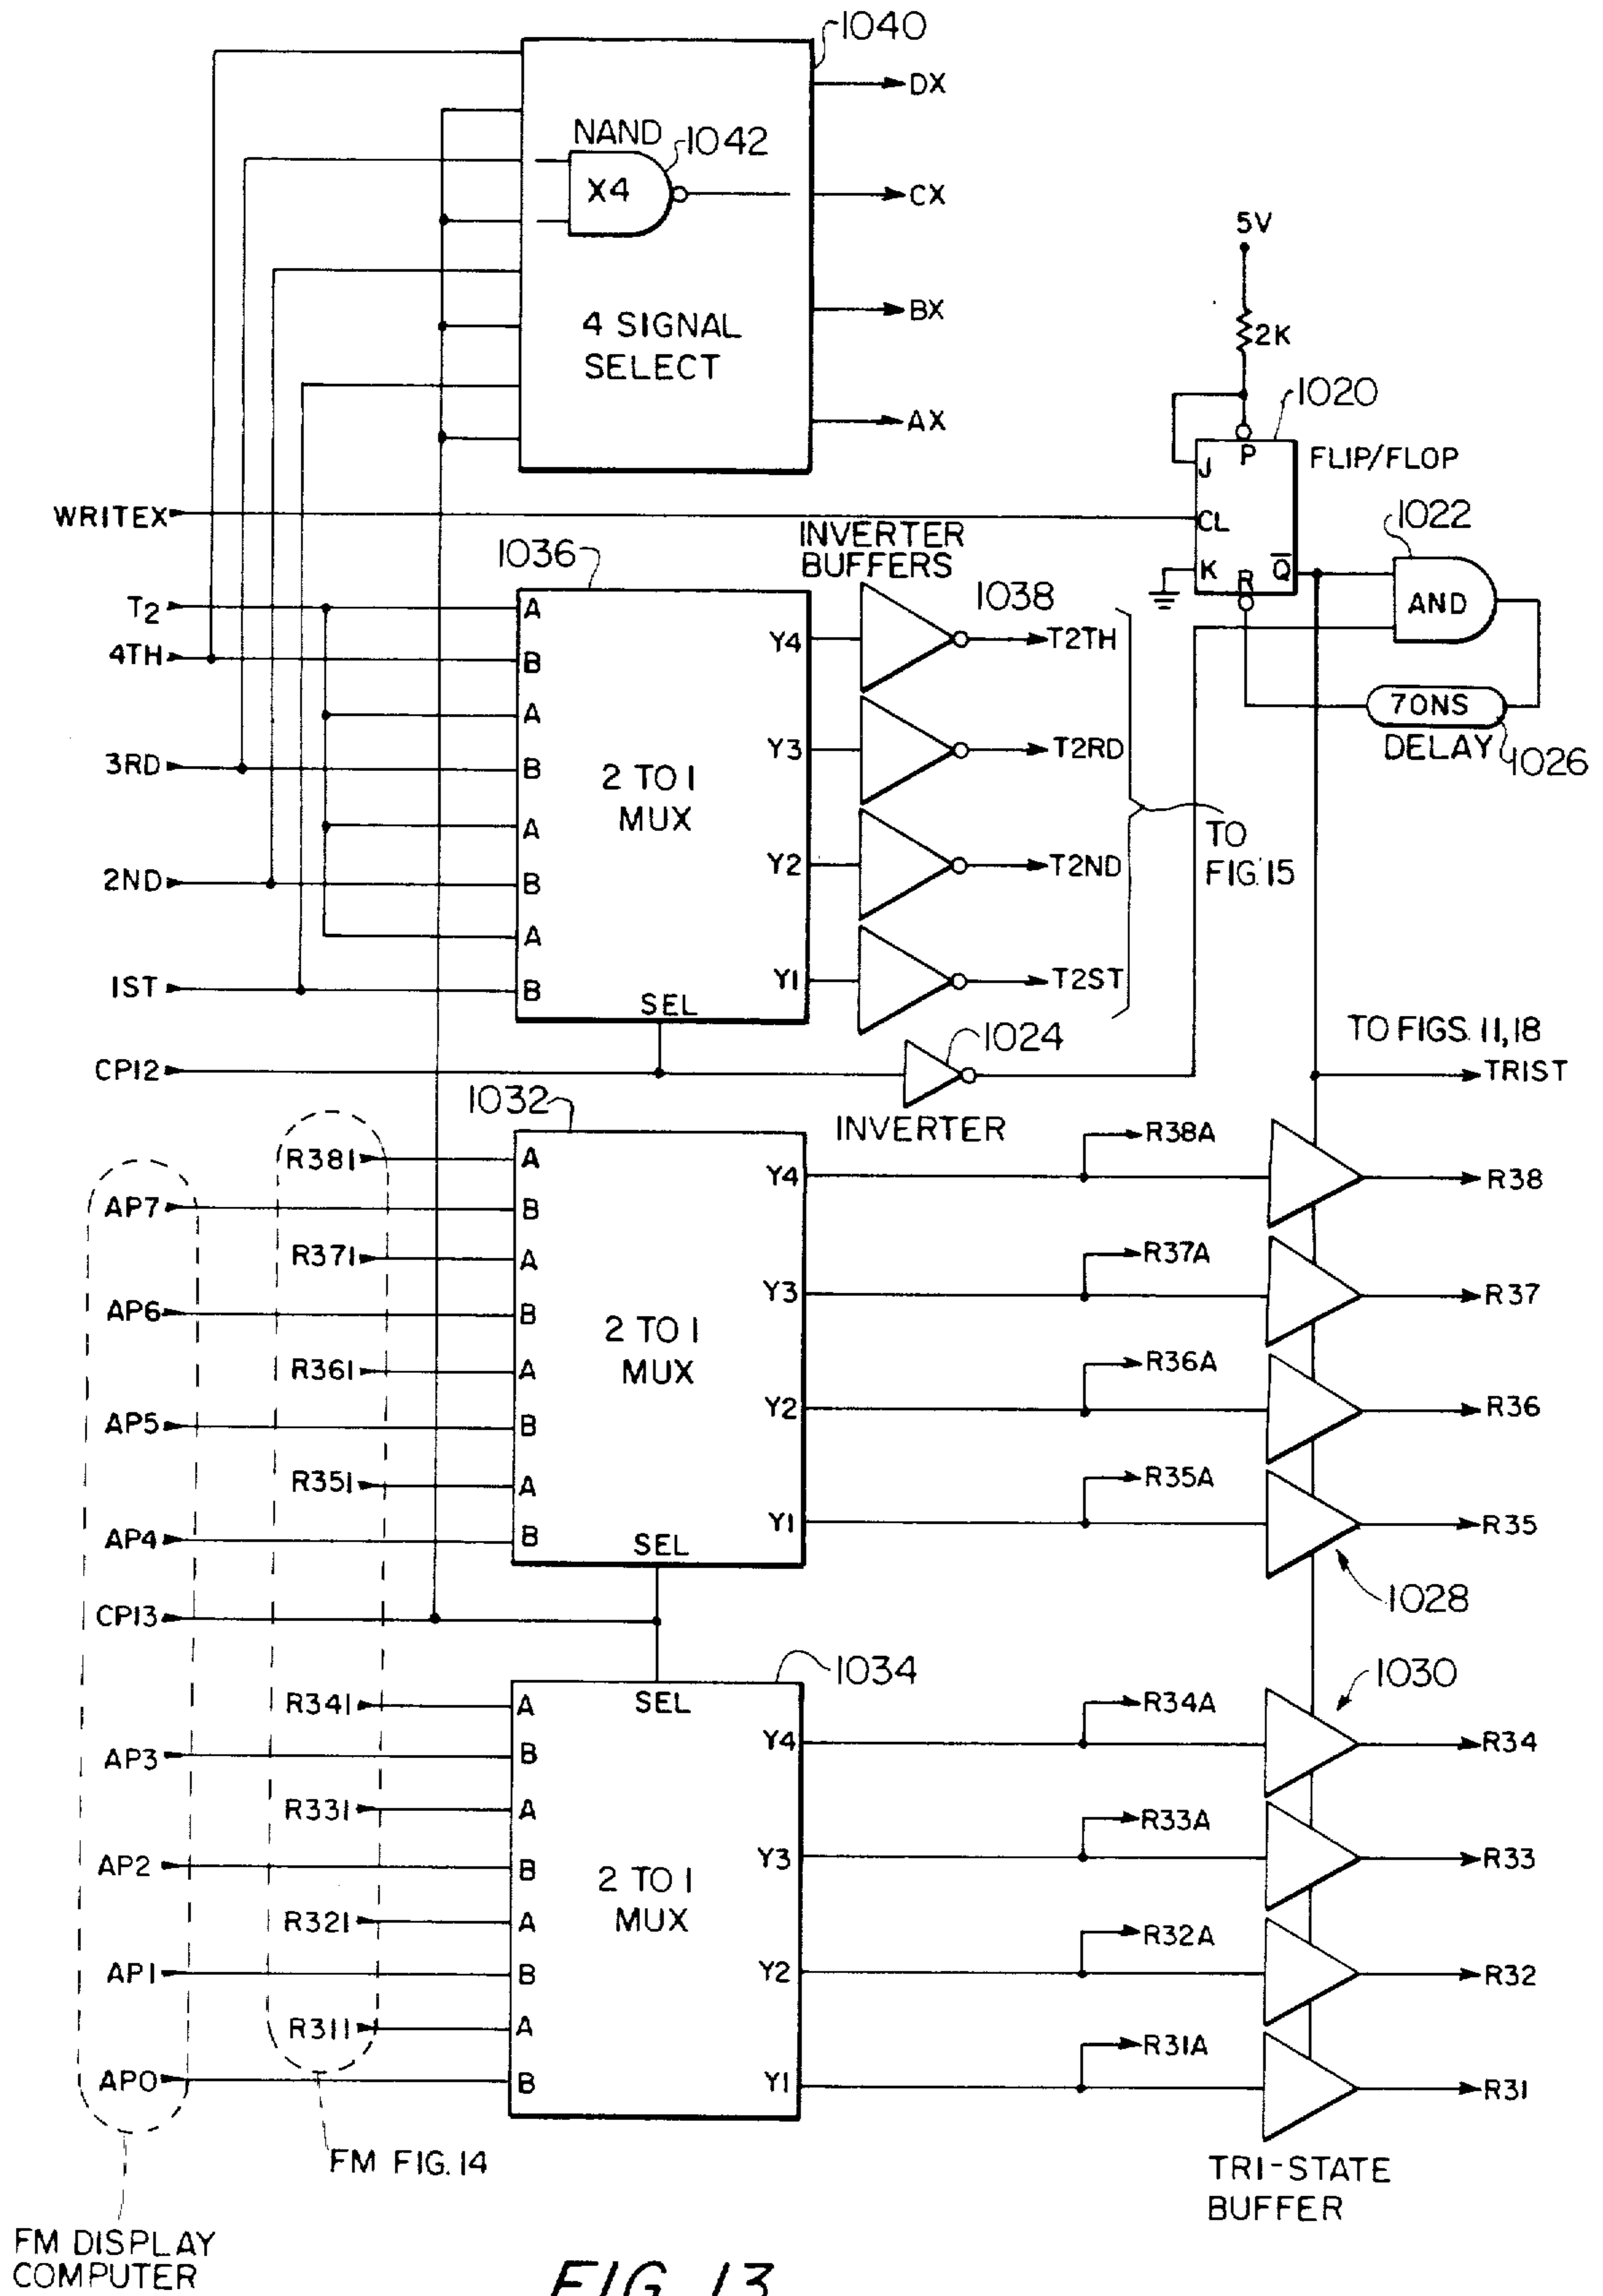 1040
DX
NAND
1042
X4
CX
5V
BX
4 SIGNAL
SELECT
2K
1020
AX
P
J
FLIP/FLOP
WRITEX
CL
1022
INVERTER
BUFFERS
1036
K
R
Q̅
AND
T2
A
1038
4TH
B
Y4
T2TH
A
70NS
DELAY
1026
3RD
B
Y3
T2RD
2 TO 1
MUX
A
TO
FIG. 15
2ND
B
Y2
T2ND
A
1ST
B
Y1
T2ST
SEL
1024
TO FIGS. 11, 18
CP12
TRIST
1032
INVERTER
R381
A
Y4
R38A
R38
AP7
B
R371
A
Y3
R37A
R37
AP6
B
2 TO 1
MUX
R361
A
Y2
R36A
R36
AP5
B
R351
A
Y1
R35A
R35
AP4
B
SEL
1028
CP13
1034
1030
SEL
R341
A
Y4
R34A
R34
AP3
B
R331
A
Y3
R33A
R33
AP2
B
2 TO 1
MUX
R321
A
Y2
R32A
R32
AP1
B
R311
A
Y1
R31A
R31
AP0
B
FM FIG. 14
TRI-STATE
BUFFER
FM DISPLAY
COMPUTER
FIG. 13